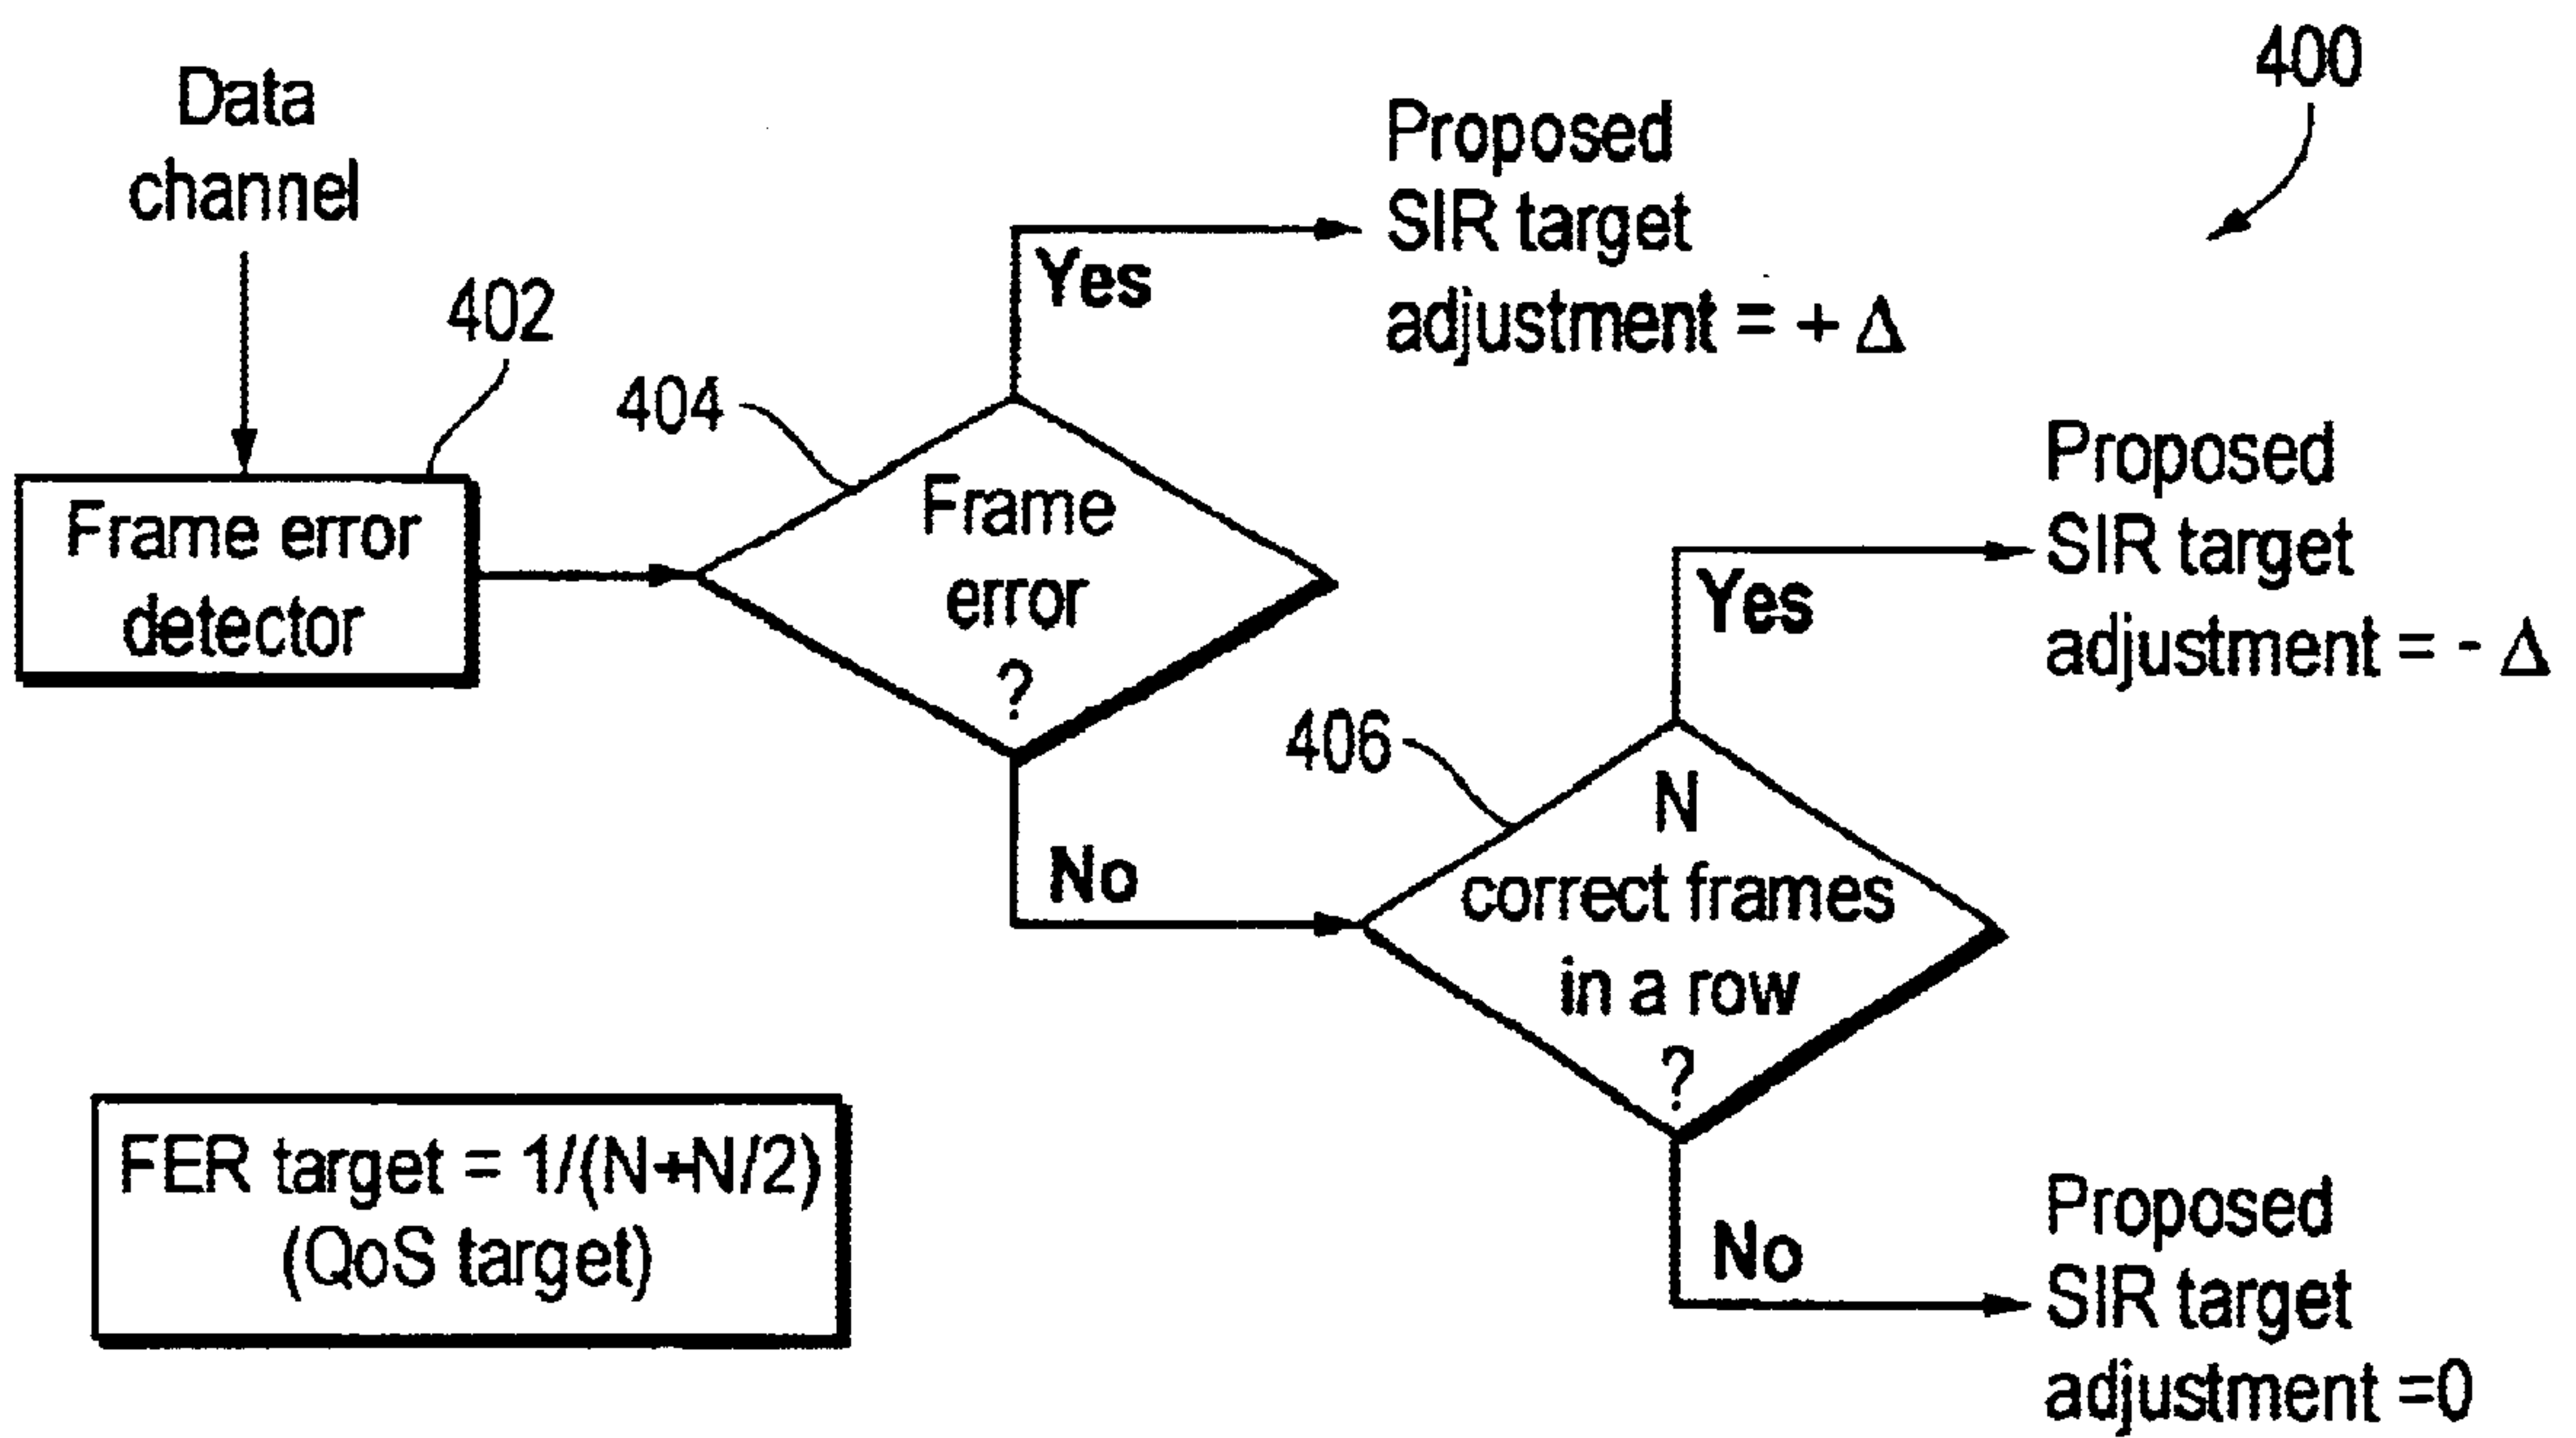 400
Data
channel
Proposed
SIR target
adjustment = + Δ
Yes
402
404
Frame error
detector
Frame
error
?
Proposed
SIR target
adjustment = - Δ
Yes
406
N
correct frames
in a row
?
No
FER target = 1/(N+N/2)
(QoS target)
No
Proposed
SIR target
adjustment =0